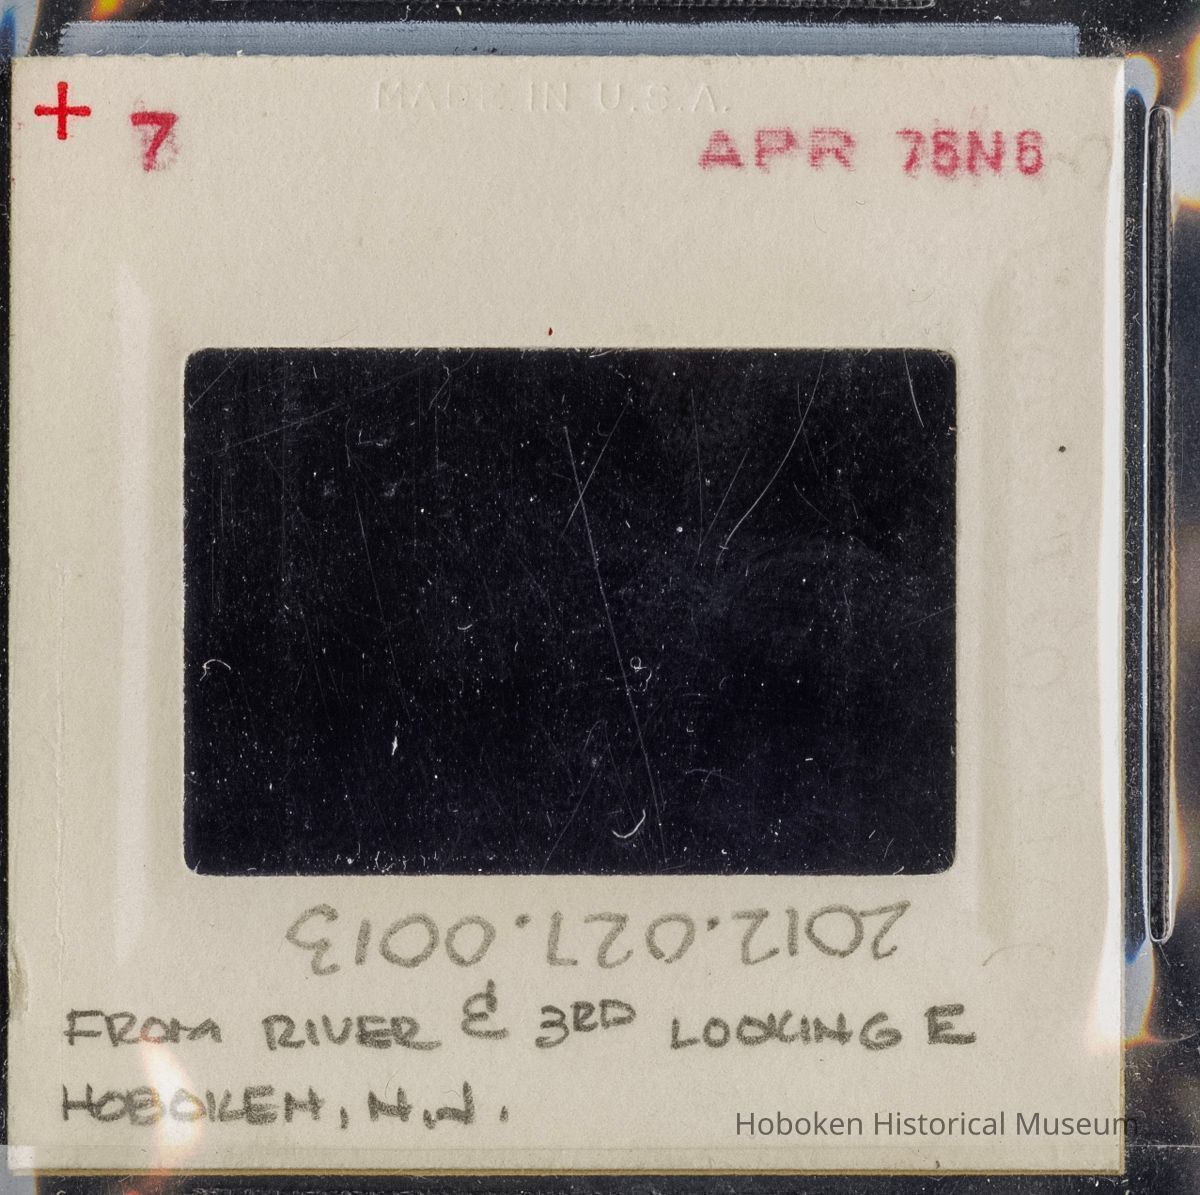 MADE IN U.S.A.
+ 7 APR 76N6
2012.027.0013
FROM RIVER & 3RD LOOKING E
HOBOKEN, N.J.
Hoboken Historical Museum